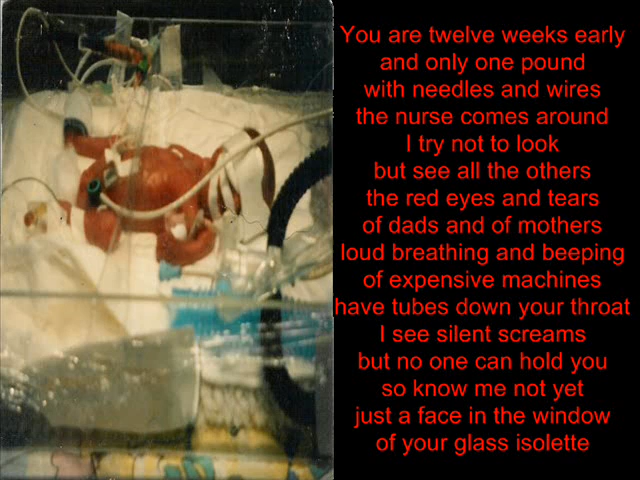 You are twelve weeks early
and only one pound
with needles and wires
the nurse comes around
I try not to look
but see all the others
the red eyes and tears
of dads and of mothers
loud breathing and beeping
of expensive machines
have tubes down your throat
I see silent screams
but no one can hold you
so know me not yet
just a face in the window
of your glass isolette